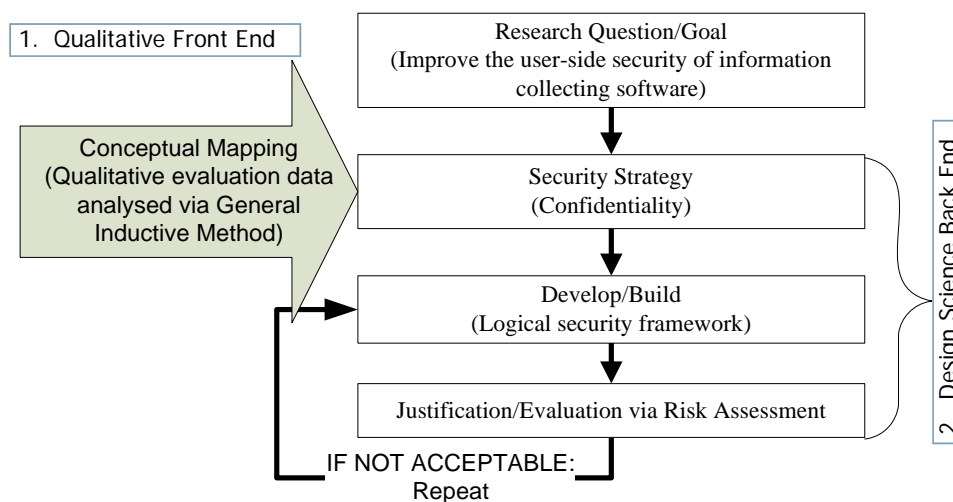 1. Qualitative Front End
Research Question/Goal
(Improve the user-side security of information
collecting software)
Conceptual Mapping
(Qualitative evaluation data
analysed via General
Inductive Method)
Security Strategy
(Confidentiality)
Develop/Build
(Logical security framework)
Justification/Evaluation via Risk Assessment
IF NOT ACCEPTABLE:
Repeat
2. Design Science Back End